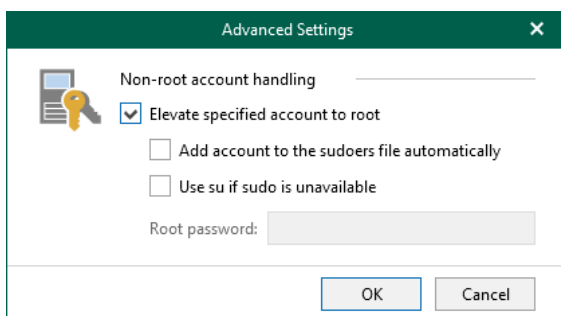 Advanced Settings
Non-root account handling
Elevate specified account to root
Add account to the sudoers file automatically
Use su if sudo is unavailable
Root password:
OK
Cancel